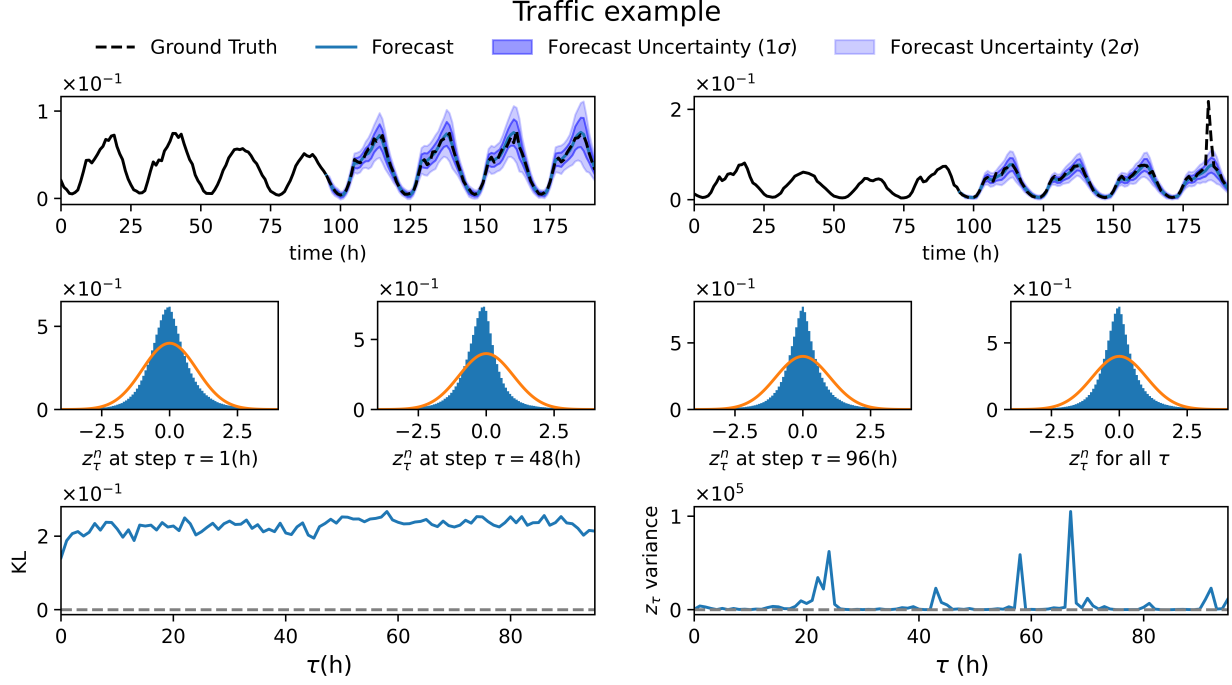 Traffic example
Ground Truth
Forecast
Forecast Uncertainty (1σ)
Forecast Uncertainty (2σ)
×10⁻¹
1
0
0 25 50 75 100 125 150 175
time (h)
×10⁻¹
2
0
0 25 50 75 100 125 150 175
time (h)
×10⁻¹
5
0
−2.5 0.0 2.5
zⁿ_τ at step τ = 1(h)
×10⁻¹
5
0
−2.5 0.0 2.5
zⁿ_τ at step τ = 48(h)
×10⁻¹
5
0
−2.5 0.0 2.5
zⁿ_τ at step τ = 96(h)
×10⁻¹
5
0
−2.5 0.0 2.5
zⁿ_τ for all τ
×10⁻¹
KL
2
0
0 20 40 60 80
τ(h)
×10⁵
z_τ variance
1
0
0 20 40 60 80
τ (h)